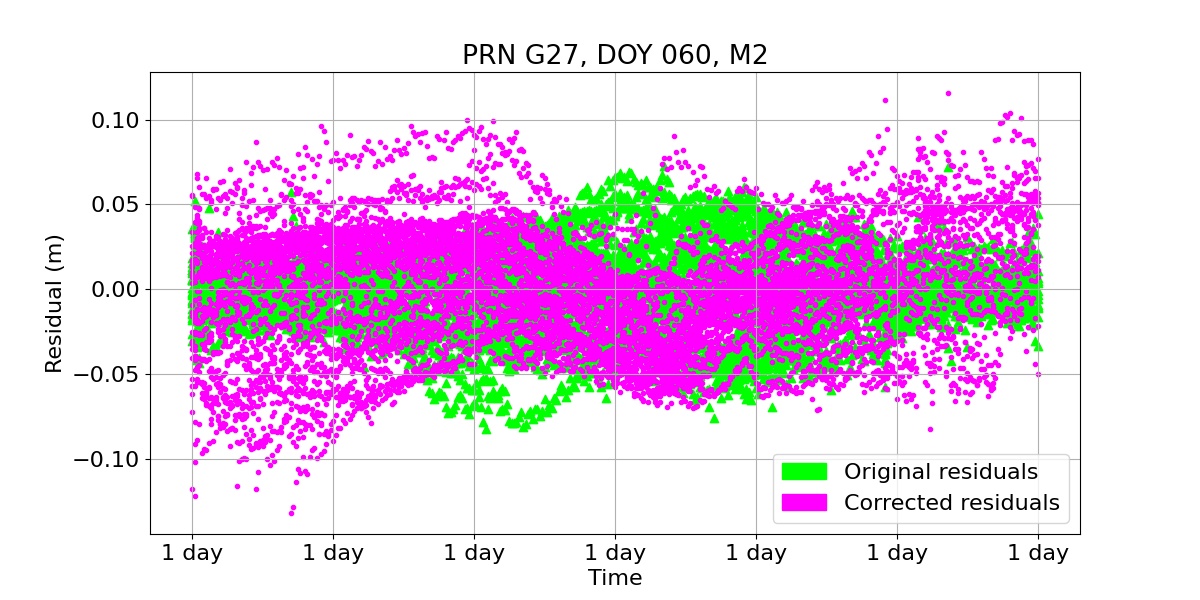 PRN G27, DOY 060, M2
Residual (m)
0.10
0.05
0.00
−0.05
−0.10
Original residuals
Corrected residuals
1 day 1 day 1 day 1 day 1 day 1 day 1 day
Time